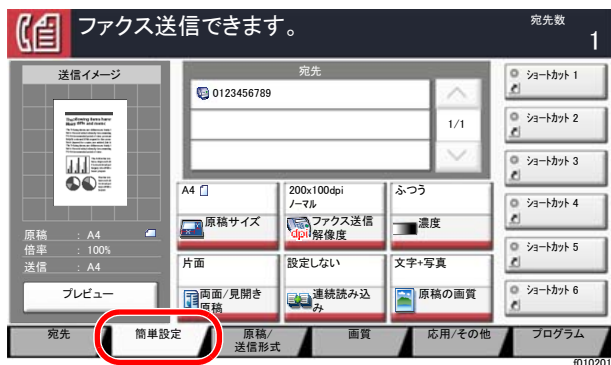 ファクス送信できます。
宛先数
1
送信イメージ
原稿 : A4
倍率 : 100%
送信 : A4
プレビュー
宛先
0123456789
1/1
A4
原稿サイズ
200x100dpi
ノーマル
dpi
ファクス送信
解像度
ふつう
濃度
片面
両面/見開き
原稿
設定しない
連続読み込
み
文字+写真
原稿の画質
ショートカット 1
ショートカット 2
ショートカット 3
ショートカット 4
ショートカット 5
ショートカット 6
宛先
簡単設定
原稿/
送信形式
画質
応用/その他
プログラム
f010201